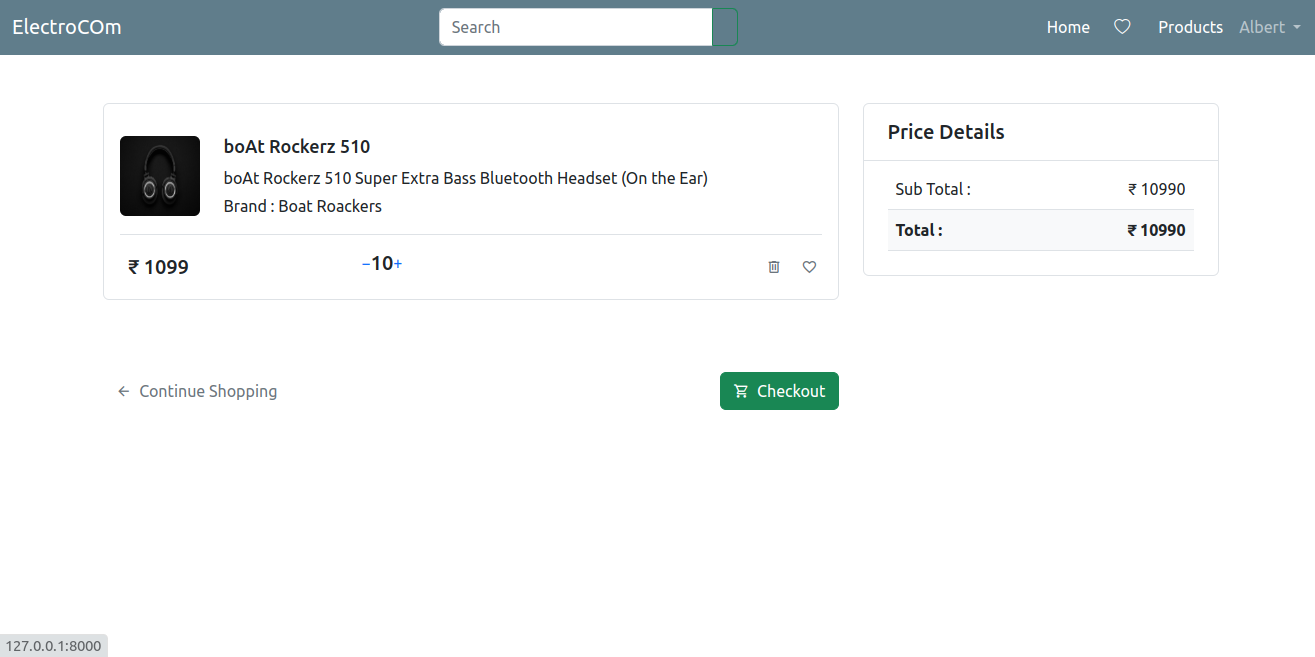 ElectroCOm
Search
Home
Products
Albert
boAt Rockerz 510
boAt Rockerz 510 Super Extra Bass Bluetooth Headset (On the Ear)
Brand : Boat Roackers
₹ 1099
−10+
Price Details
Sub Total : ₹ 10990
Total : ₹ 10990
← Continue Shopping
Checkout
127.0.0.1:8000